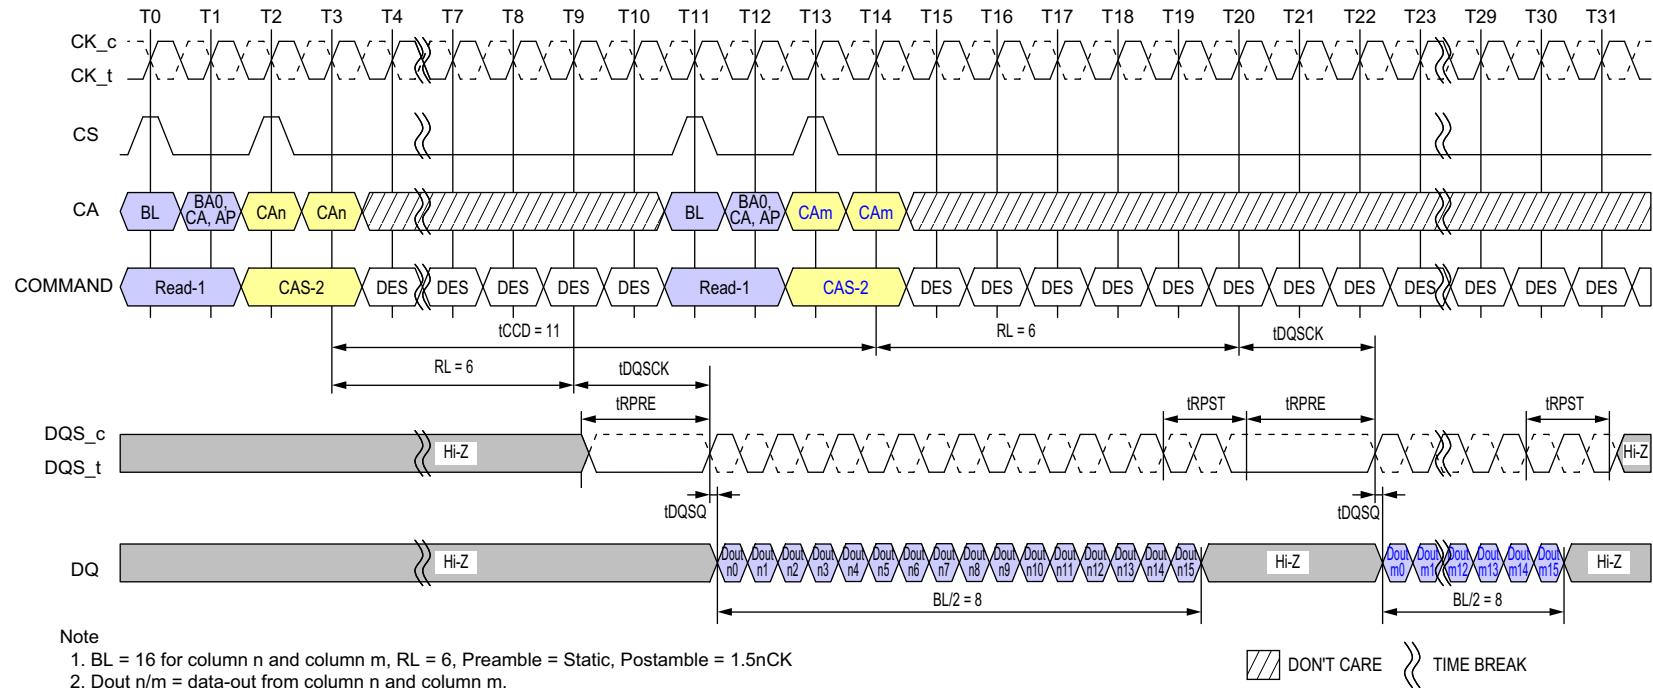 T0 T1 T2 T3 T4 T7 T8 T9 T10 T11 T12 T13 T14 T15 T16 T17 T18 T19 T20 T21 T22 T23 T29 T30 T31
CK_c
CK_t
CS
CA BL BA0, CA, AP CAn CAn BL BA0, CA, AP CAm CAm
COMMAND Read-1 CAS-2 DES DES DES DES DES Read-1 CAS-2 DES DES DES DES DES DES DES DES DES DES DES DES
tCCD = 11 RL = 6 tDQSCK
RL = 6 tDQSCK
tRPRE tRPST tRPRE tRPST
DQS_c
DQS_t
Hi-Z Hi-Z
tDQSQ tDQSQ
DQ Hi-Z Dout n0 Dout n1 Dout n2 Dout n3 Dout n4 Dout n5 Dout n6 Dout n7 Dout n8 Dout n9 Dout n10 Dout n11 Dout n12 Dout n13 Dout n14 Dout n15 Hi-Z Dout m0 Dout m1 Dout m12 Dout m13 Dout m14 Dout m15 Hi-Z
BL/2 = 8 BL/2 = 8
Note
1. BL = 16 for column n and column m, RL = 6, Preamble = Static, Postamble = 1.5nCK
2. Dout n/m = data-out from column n and column m.
DON'T CARE TIME BREAK